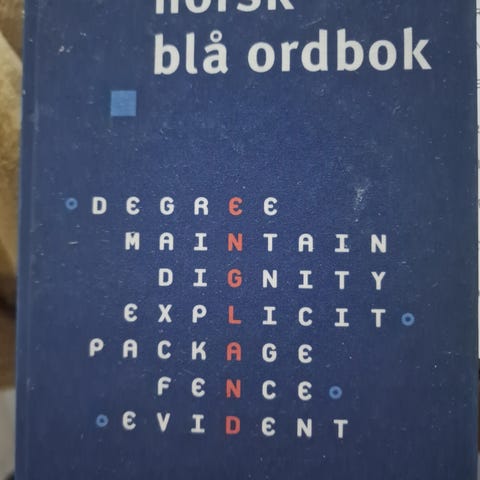 norsk
blå ordbok
DEGREE
MAINTAIN
DIGNITY
EXPLICIT
PACKAGE
FENCE
EVIDENT